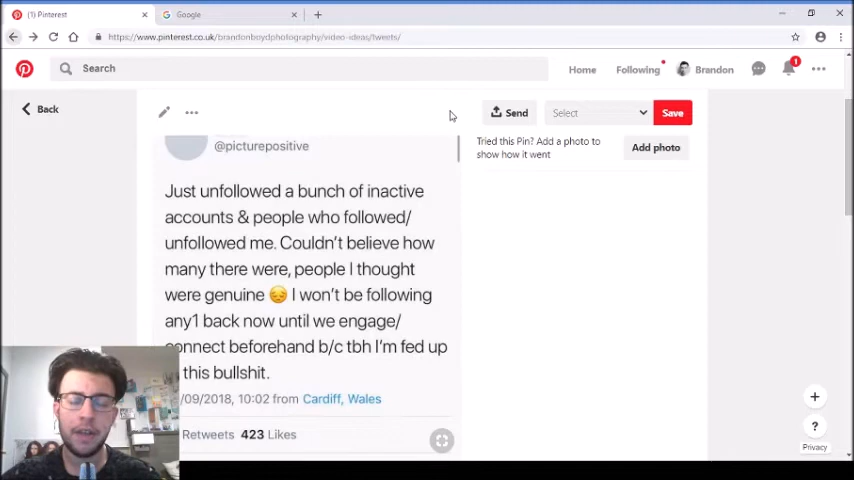 (1) Pinterest
Google
https://www.pinterest.co.uk/brandonboydphotography/video-ideas/tweets/
Search
Home
Following
Brandon
1
Back
Send
Select
Save
Tried this Pin? Add a photo to
show how it went
Add photo
@picturepositive
Just unfollowed a bunch of inactive
accounts & people who followed/
unfollowed me. Couldn't believe how
many there were, people I thought
were genuine 😔 I won't be following
any1 back now until we engage/
connect beforehand b/c tbh I'm fed up
this bullshit.
/09/2018, 10:02 from Cardiff, Wales
Retweets 423 Likes
Privacy